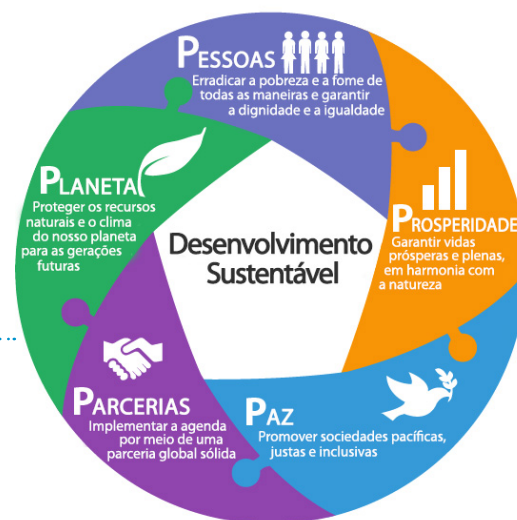 PESSOAS
Erradicar a pobreza e a fome de
todas as maneiras e garantir
a dignidade e a igualdade
PROSPERIDADE
Garantir vidas
prósperas e plenas,
em harmonia com
a natureza
PAZ
Promover sociedades pacíficas,
justas e inclusivas
PARCERIAS
Implementar a agenda
por meio de uma
parceria global sólida
PLANETA
Proteger os recursos
naturais e o clima
do nosso planeta
para as gerações
futuras
Desenvolvimento
Sustentável